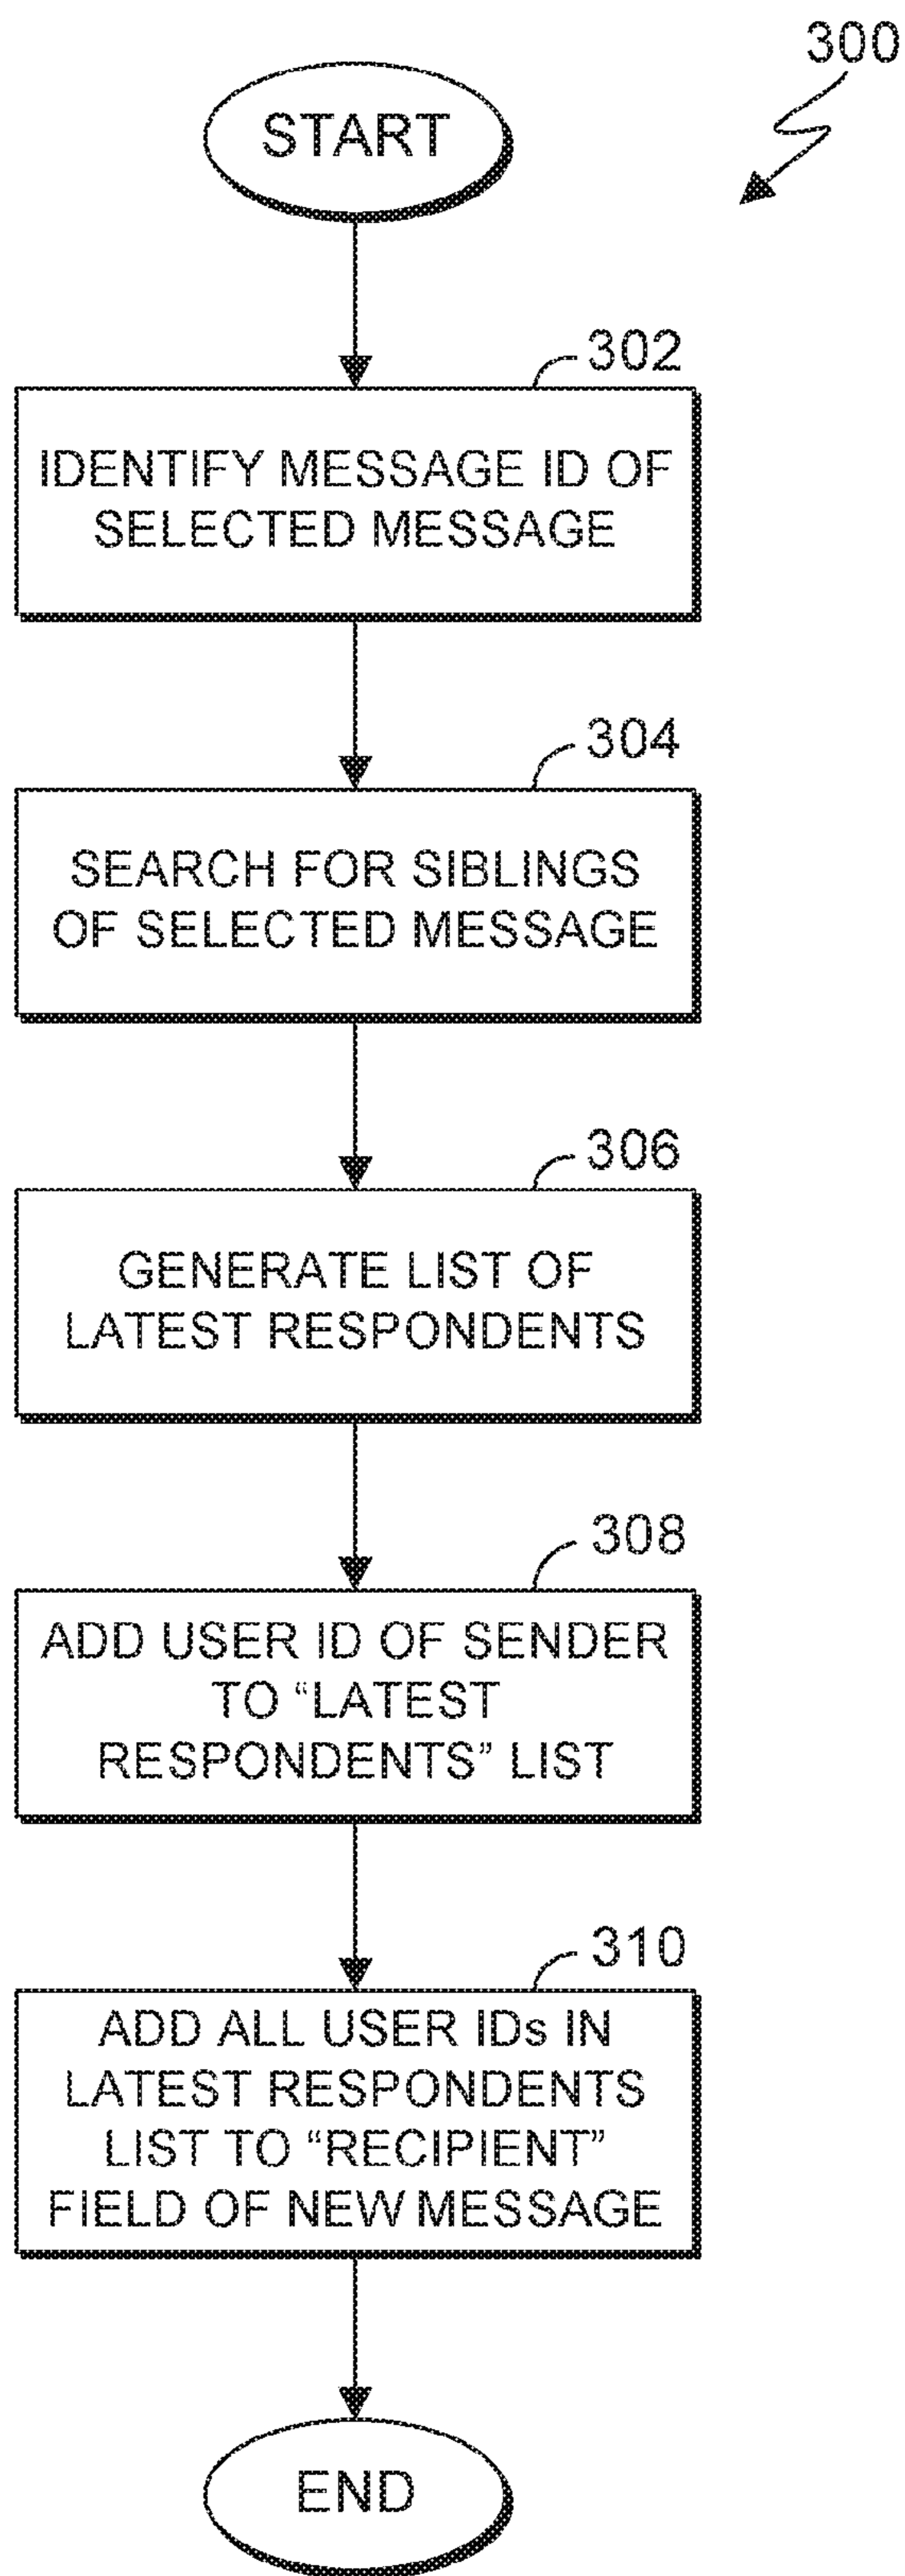 300
START
302
IDENTIFY MESSAGE ID OF
SELECTED MESSAGE
304
SEARCH FOR SIBLINGS
OF SELECTED MESSAGE
306
GENERATE LIST OF
LATEST RESPONDENTS
308
ADD USER ID OF SENDER
TO “LATEST
RESPONDENTS” LIST
310
ADD ALL USER IDs IN
LATEST RESPONDENTS
LIST TO “RECIPIENT”
FIELD OF NEW MESSAGE
END